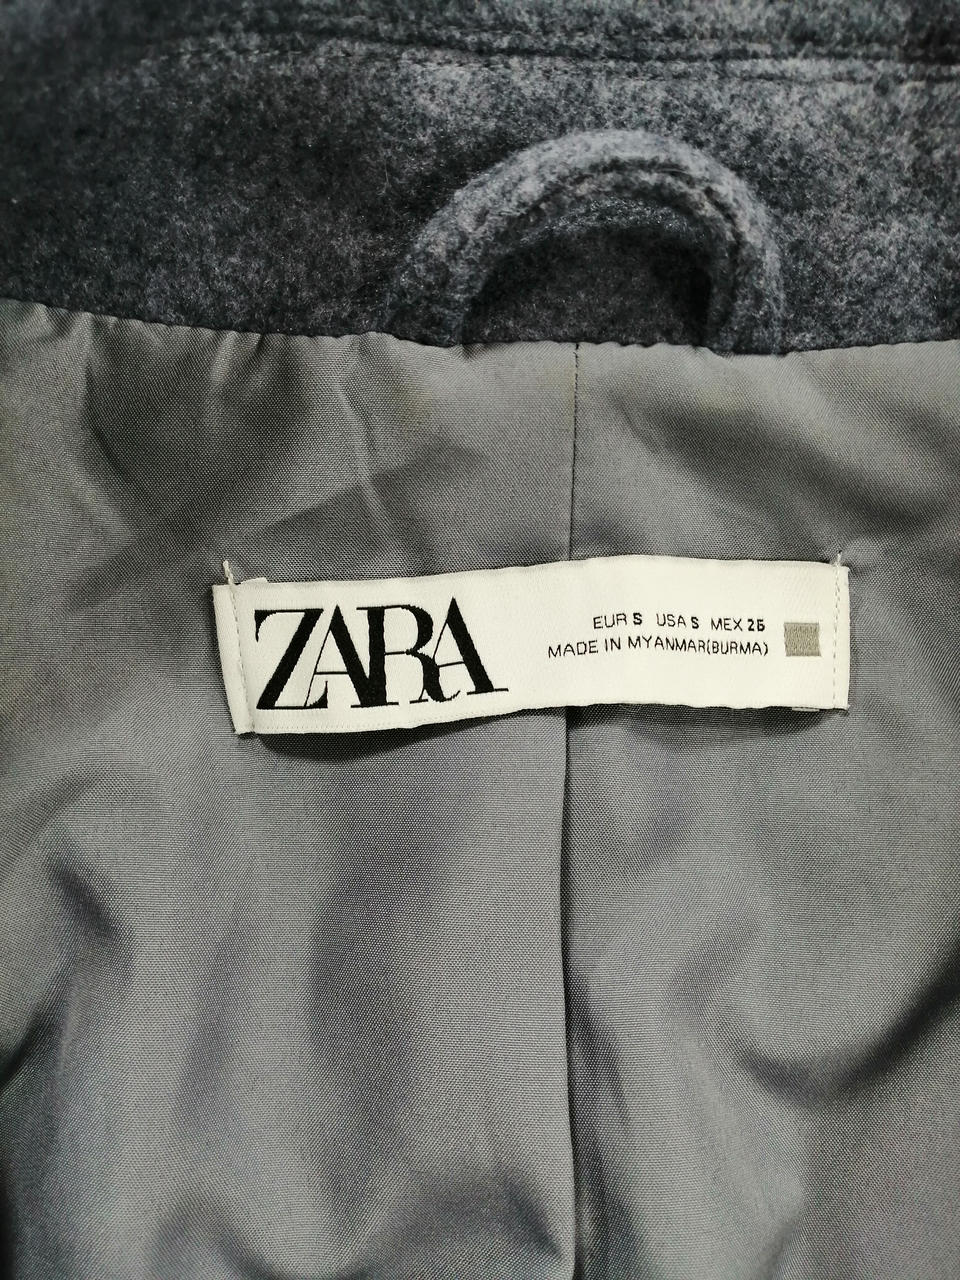 ZARA
EUR S USA S MEX 26
MADE IN MYANMAR(BURMA)